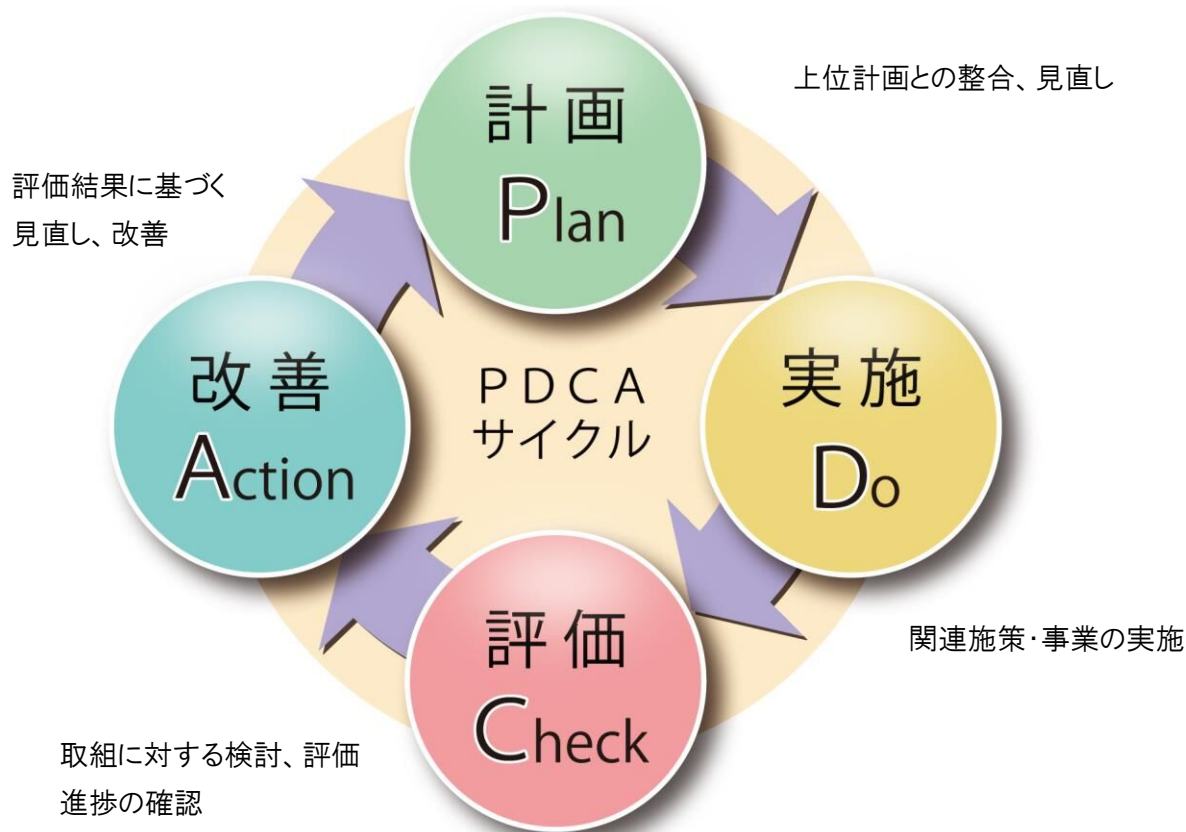 計画
Plan
上位計画との整合、見直し
評価結果に基づく
見直し、改善
改善
Action
PDCA
サイクル
実施
Do
関連施策・事業の実施
評価
Check
取組に対する検討、評価
進捗の確認